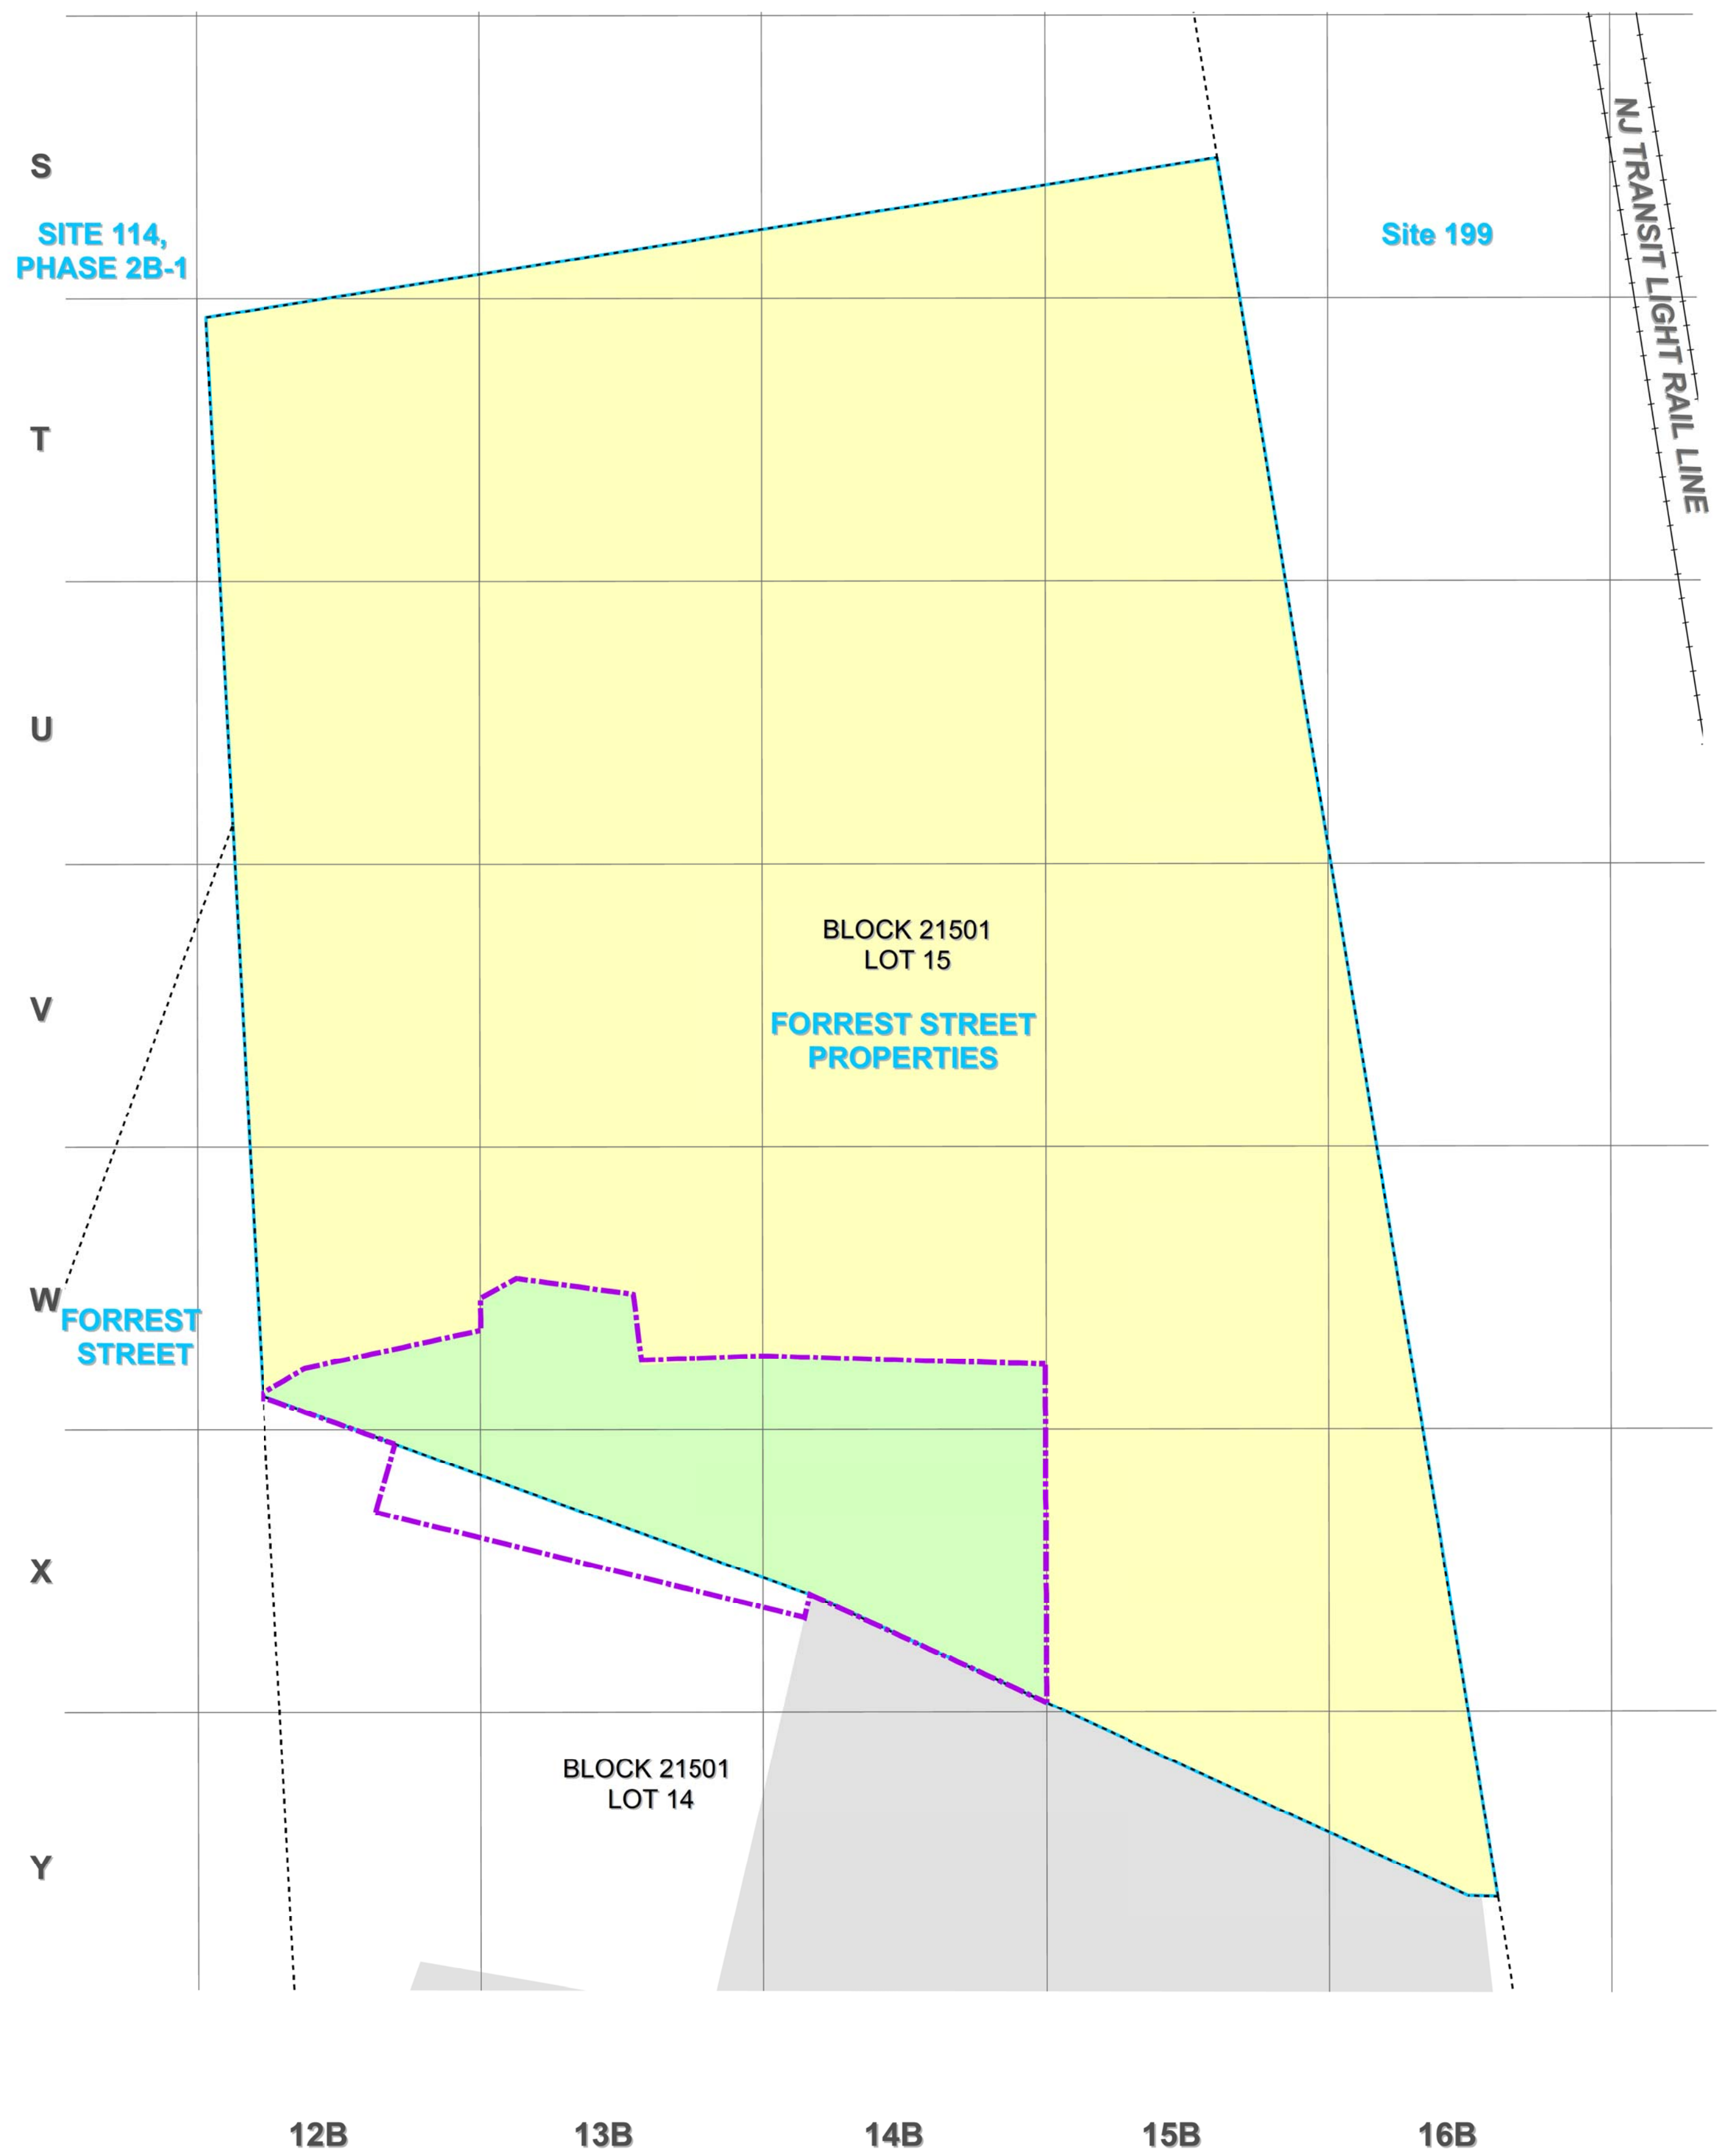 S
SITE 114,
PHASE 2B-1
Site 199
NJ TRANSIT LIGHT RAIL LINE
T
U
BLOCK 21501
LOT 15
V
FORREST STREET
PROPERTIES
W
FORREST
STREET
X
BLOCK 21501
LOT 14
Y
12B
13B
14B
15B
16B